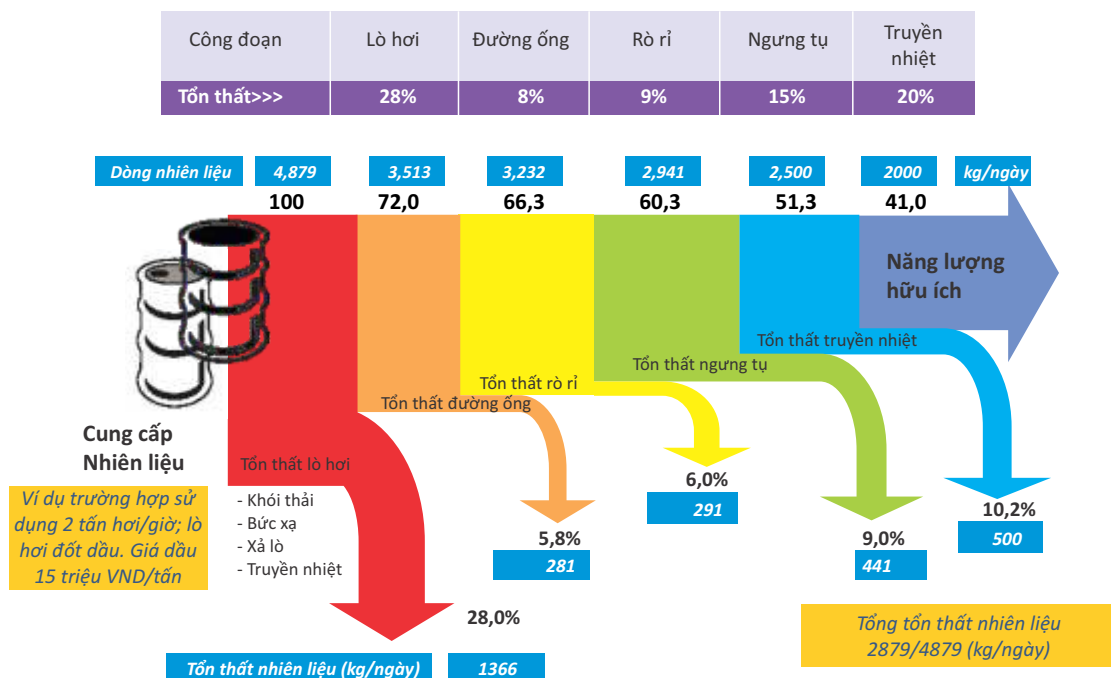 Công đoạn Lò hơi Đường ống Rò rỉ Ngưng tụ Truyền
nhiệt
Tổn thất>>> 28% 8% 9% 15% 20%
Dòng nhiên liệu 4,879 3,513 3,232 2,941 2,500 2000 kg/ngày
100 72,0 66,3 60,3 51,3 41,0
Năng lượng
hữu ích
Tổn thất truyền nhiệt
Tổn thất ngưng tụ
Tổn thất rò rỉ
Tổn thất đường ống
Cung cấp
Nhiên liệu
Tổn thất lò hơi
- Khói thải
- Bức xạ
- Xả lò
- Truyền nhiệt
Ví dụ trường hợp sử
dụng 2 tấn hơi/giờ; lò
hơi đốt dầu. Giá dầu
15 triệu VND/tấn
6,0%
291
10,2%
500
5,8%
281
9,0%
441
28,0%
Tổng tổn thất nhiên liệu
2879/4879 (kg/ngày)
Tổn thất nhiên liệu (kg/ngày) 1366